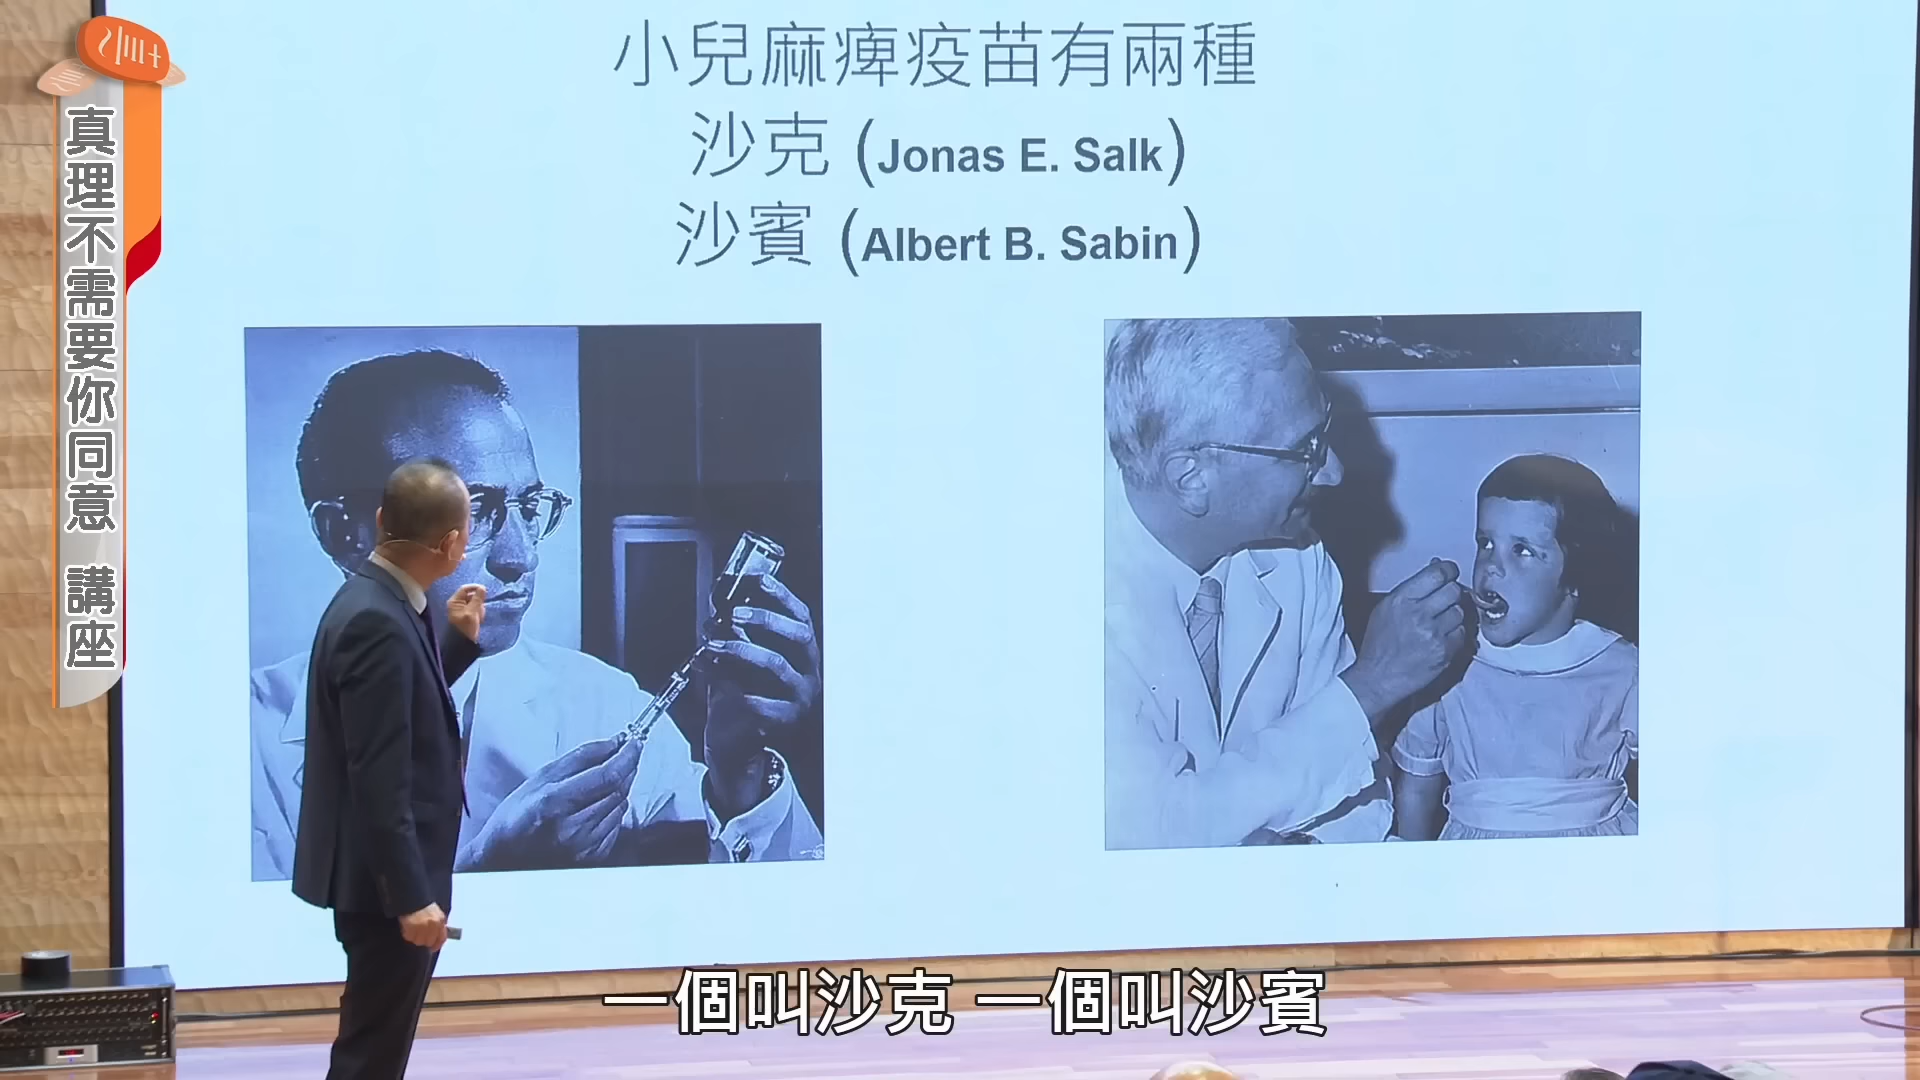 小兒麻痺疫苗有兩種
沙克 (Jonas E. Salk)
沙賓 (Albert B. Sabin)
真理不需要你同意 講座
一個叫沙克 一個叫沙賓